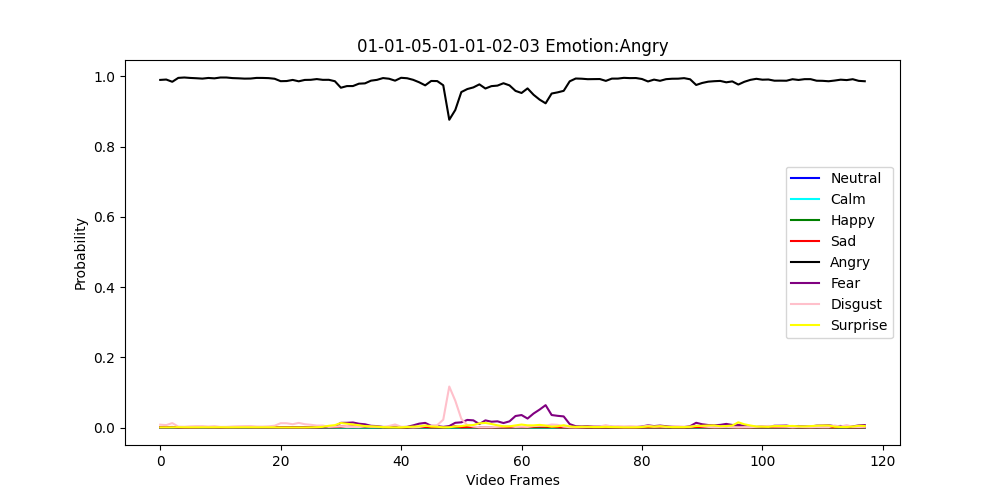 01-01-05-01-01-02-03 Emotion:Angry
Probability
1.0
0.8
0.6
0.4
0.2
0.0
Neutral
Calm
Happy
Sad
Angry
Fear
Disgust
Surprise
0 20 40 60 80 100 120
Video Frames